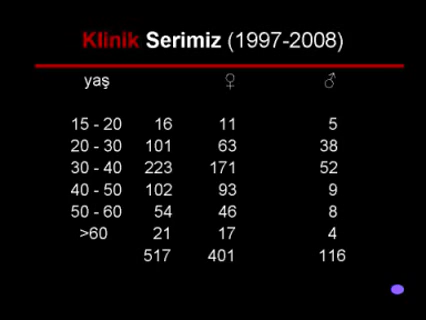 Klinik Serimiz (1997-2008)
yaş ♀ ♂
15 - 20 16 11 5
20 - 30 101 63 38
30 - 40 223 171 52
40 - 50 102 93 9
50 - 60 54 46 8
>60 21 17 4
517 401 116